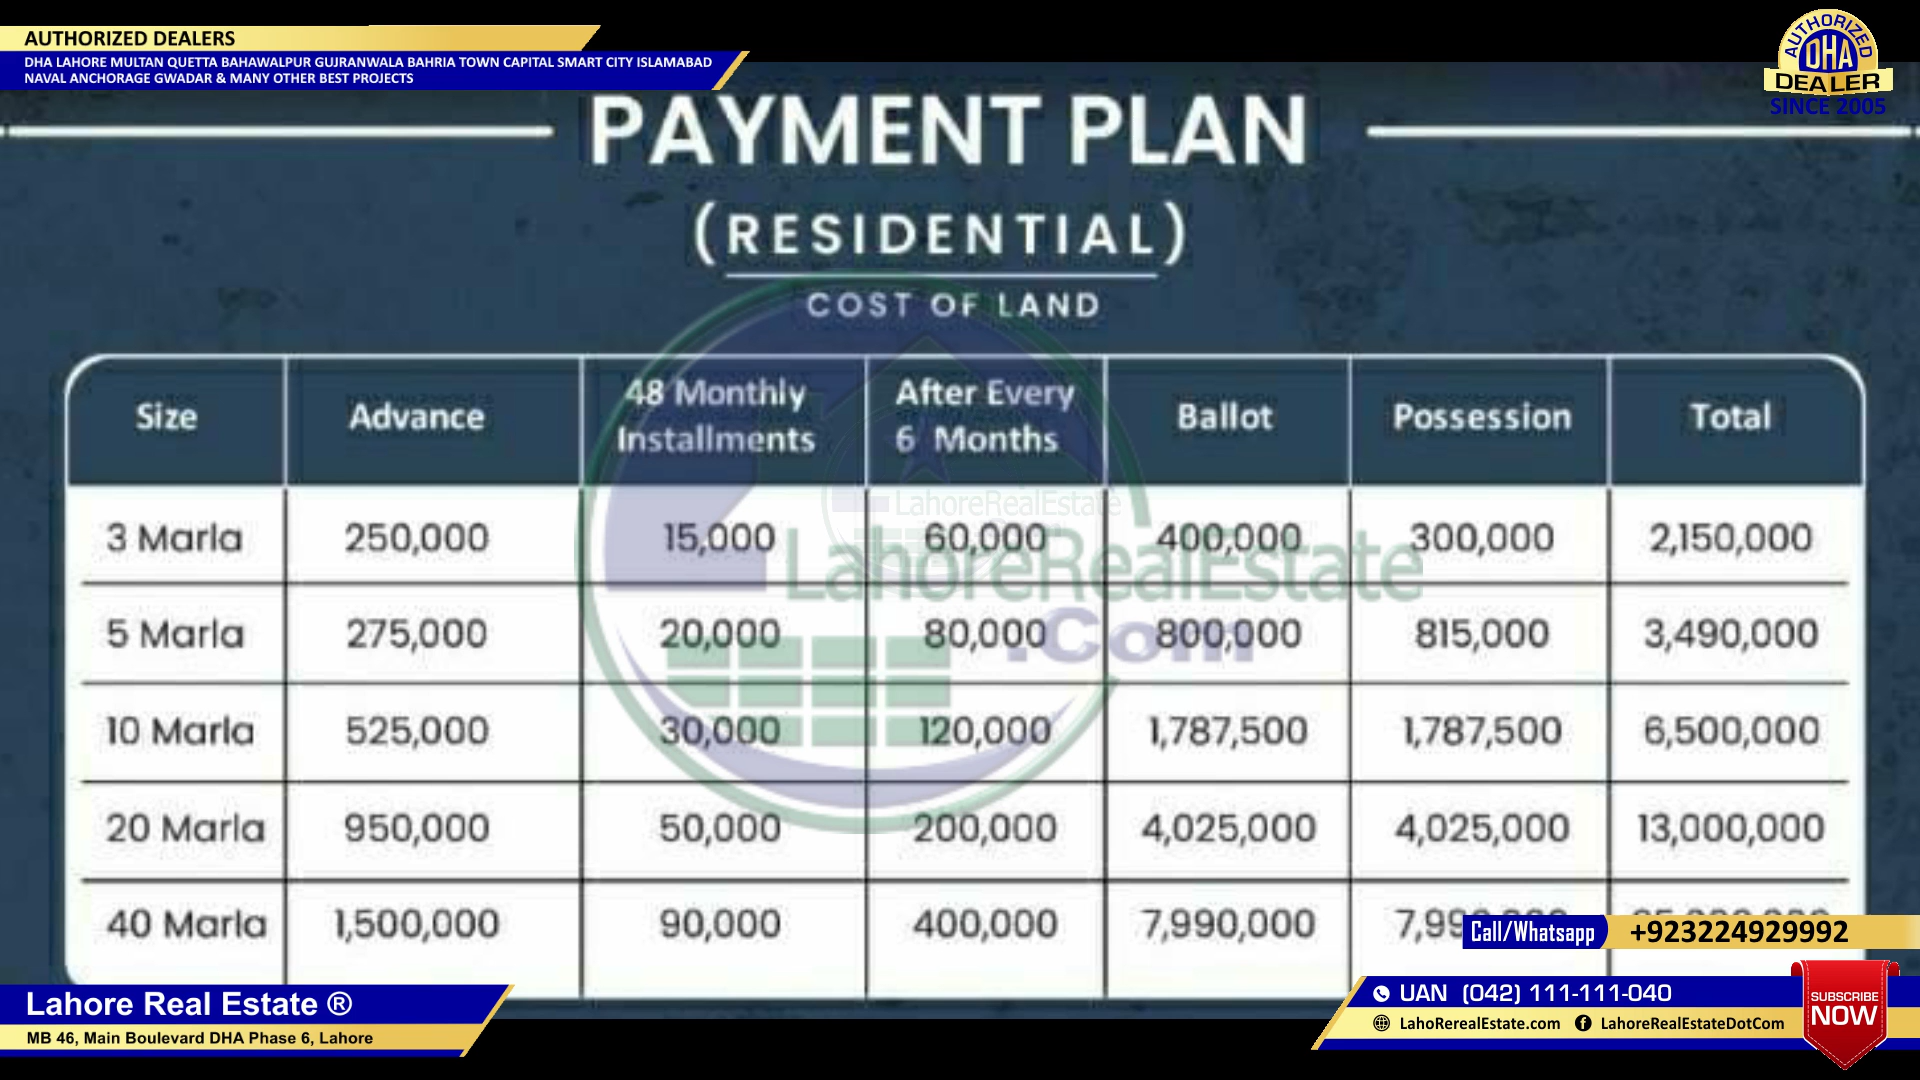 AUTHORIZED DEALERS
DHA LAHORE MULTAN QUETTA BAHAWALPUR GUJRANWALA BAHRIA TOWN CAPITAL SMART CITY ISLAMABAD
NAVAL ANCHORAGE GWADAR & MANY OTHER BEST PROJECTS
AUTHORIZED
DHA
DEALER
SINCE 2005
PAYMENT PLAN
(RESIDENTIAL)
COST OF LAND
Size Advance 48 Monthly Installments After Every 6 Months Ballot Possession Total
3 Marla 250,000 15,000 60,000 400,000 300,000 2,150,000
5 Marla 275,000 20,000 80,000 800,000 815,000 3,490,000
10 Marla 525,000 30,000 120,000 1,787,500 1,787,500 6,500,000
20 Marla 950,000 50,000 200,000 4,025,000 4,025,000 13,000,000
40 Marla 1,500,000 90,000 400,000 7,990,000
LahoreRealEstate
LahoreRealEstate
.Com
Call/Whatsapp +923224929992
Lahore Real Estate ®
MB 46, Main Boulevard DHA Phase 6, Lahore
UAN (042) 111-111-040
LahoRerealEstate.com LahoreRealEstateDotCom
SUBSCRIBE
NOW